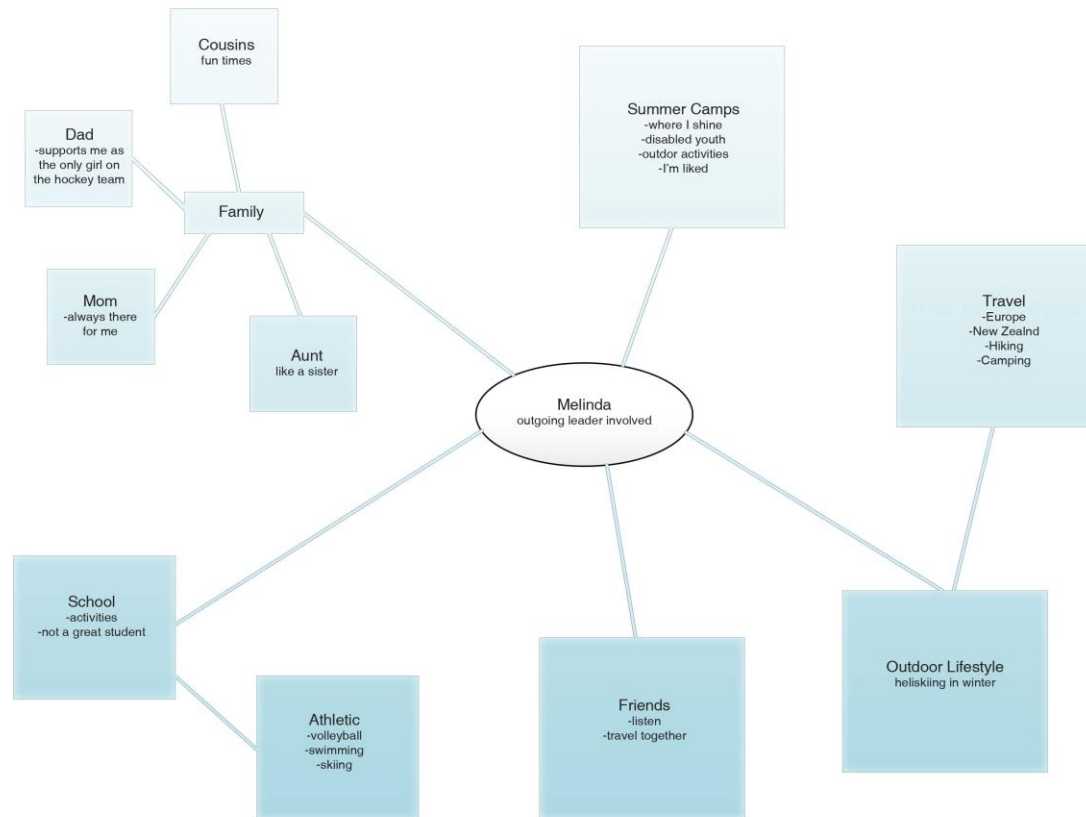 Cousins
fun times
Summer Camps
-where I shine
-disabled youth
-outdor activities
-I'm liked
Dad
-supports me as
the only girl on
the hockey team
Family
Mom
-always there
for me
Aunt
like a sister
Travel
-Europe
-New Zealnd
-Hiking
-Camping
Melinda
outgoing leader involved
School
-activities
-not a great student
Athletic
-volleyball
-swimming
-skiing
Friends
-listen
-travel together
Outdoor Lifestyle
heliskiing in winter